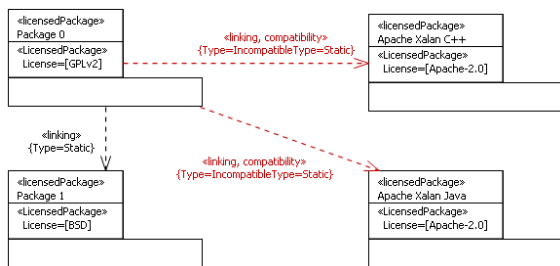 «licensedPackage»
Package 0
«LicensedPackage»
License=[GPLv2]
«linking, compatibility»
{Type=IncompatibleType=Static}
«licensedPackage»
Apache Xalan C++
«LicensedPackage»
License=[Apache-2.0]
«linking»
{Type=Static}
«linking, compatibility»
{Type=IncompatibleType=Static}
«licensedPackage»
Package 1
«LicensedPackage»
License=[BSD]
«licensedPackage»
Apache Xalan Java
«LicensedPackage»
License=[Apache-2.0]